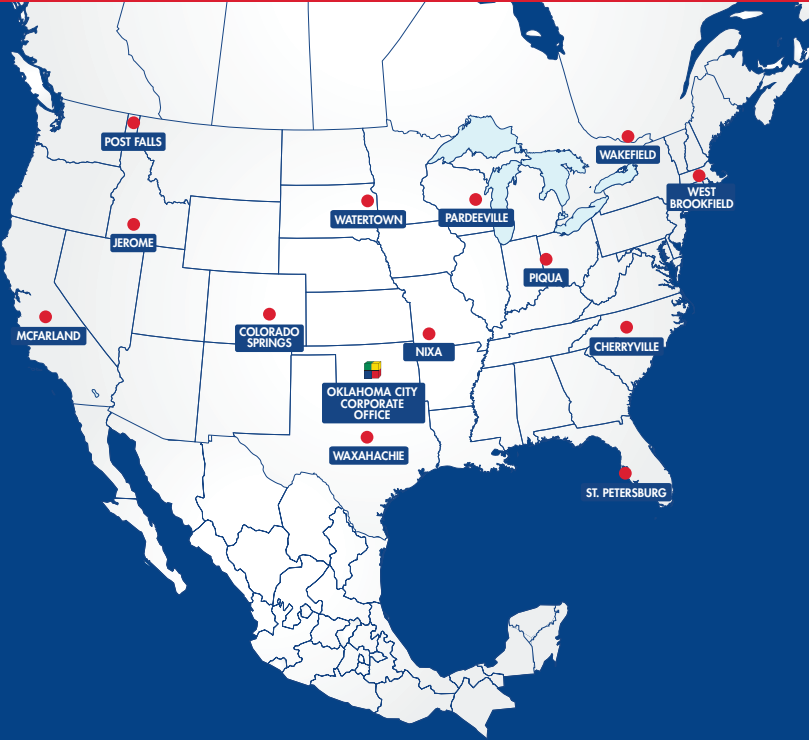 POST FALLS
WAKEFIELD
WEST
BROOKFIELD
WATERTOWN
PARDEEVILLE
JEROME
PIQUA
MCFARLAND
COLORADO
SPRINGS
NIXA
CHERRYVILLE
OKLAHOMA CITY
CORPORATE
OFFICE
WAXAHACHIE
ST. PETERSBURG